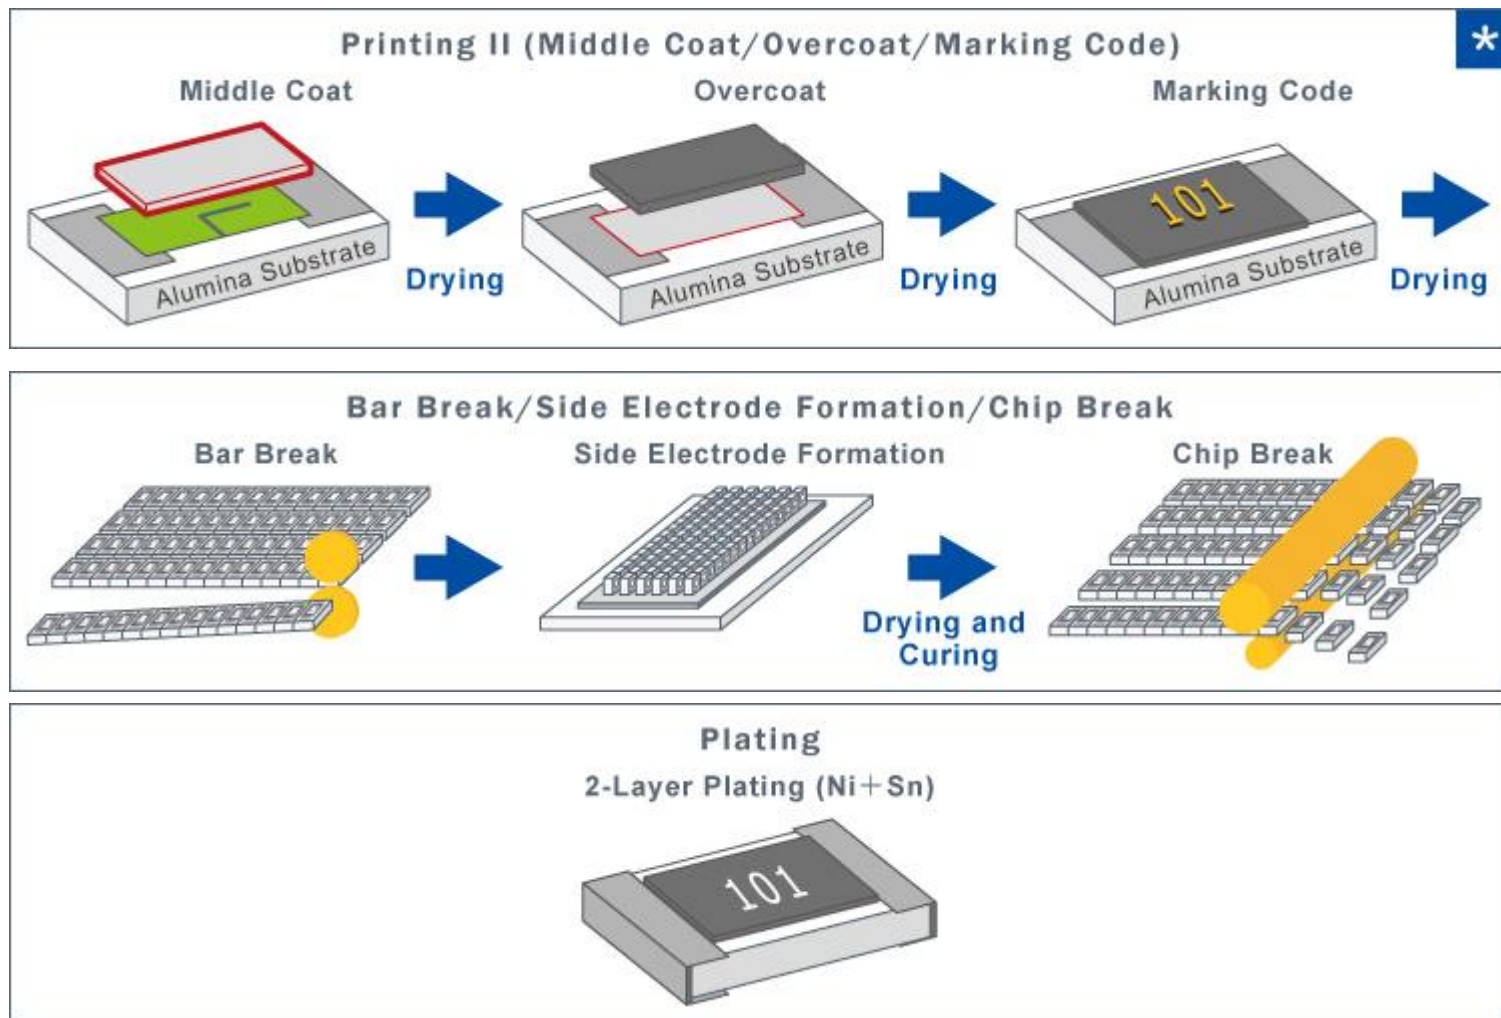 Printing II (Middle Coat/Overcoat/Marking Code)
*
Middle Coat
Overcoat
Marking Code
101
Alumina Substrate
Alumina Substrate
Alumina Substrate
Drying
Drying
Drying
Bar Break/Side Electrode Formation/Chip Break
Bar Break
Side Electrode Formation
Chip Break
Drying and
Curing
Plating
2-Layer Plating (Ni+Sn)
101